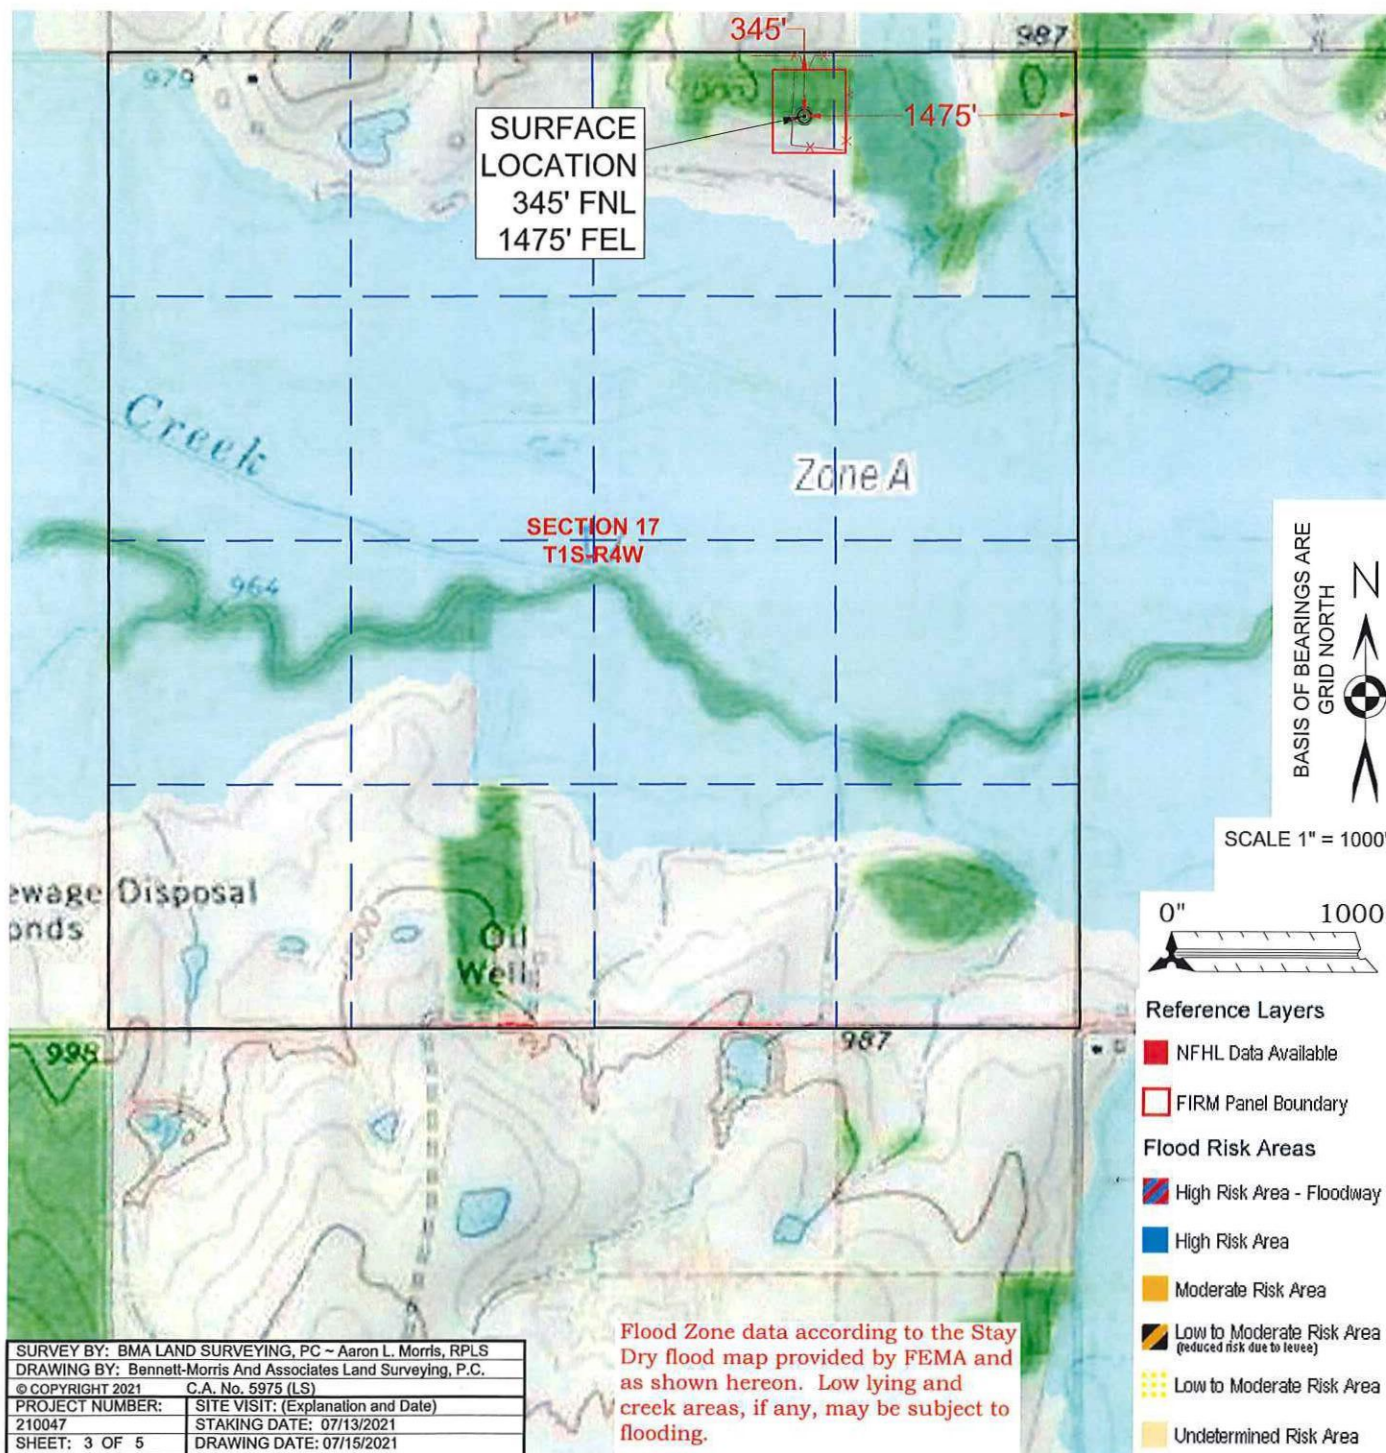 345'
987
979
1475'
SURFACE
LOCATION
345' FNL
1475' FEL
Creek
Zone A
SECTION 17
T1S-R4W
964
BASIS OF BEARINGS ARE
GRID NORTH
N
SCALE 1" = 1000'
ewage Disposal
onds
Oil
Well
0" 1000
998
987
Reference Layers
NFHL Data Available
FIRM Panel Boundary
Flood Risk Areas
High Risk Area - Floodway
High Risk Area
Moderate Risk Area
Low to Moderate Risk Area
(reduced risk due to levee)
Low to Moderate Risk Area
Undetermined Risk Area
Flood Zone data according to the Stay
Dry flood map provided by FEMA and
as shown hereon. Low lying and
creek areas, if any, may be subject to
flooding.
SURVEY BY: BMA LAND SURVEYING, PC ~ Aaron L. Morris, RPLS
DRAWING BY: Bennett-Morris And Associates Land Surveying, P.C.
© COPYRIGHT 2021 C.A. No. 5975 (LS)
PROJECT NUMBER: SITE VISIT: (Explanation and Date)
210047 STAKING DATE: 07/13/2021
SHEET: 3 OF 5 DRAWING DATE: 07/15/2021